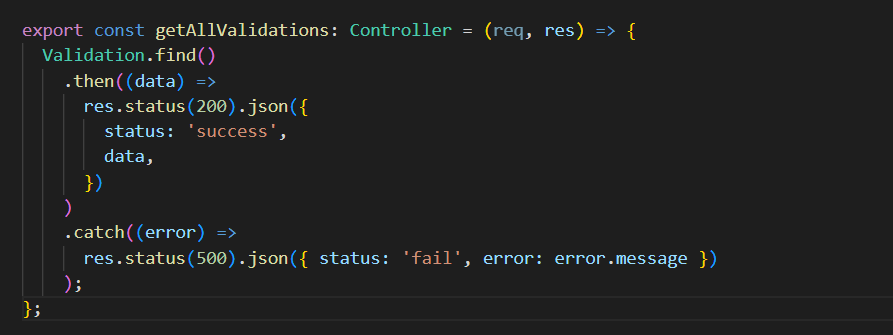 export const getAllValidations: Controller = (req, res) => {
  Validation.find()
    .then((data) =>
      res.status(200).json({
        status: 'success',
        data,
      })
    )
    .catch((error) =>
      res.status(500).json({ status: 'fail', error: error.message })
    );
};